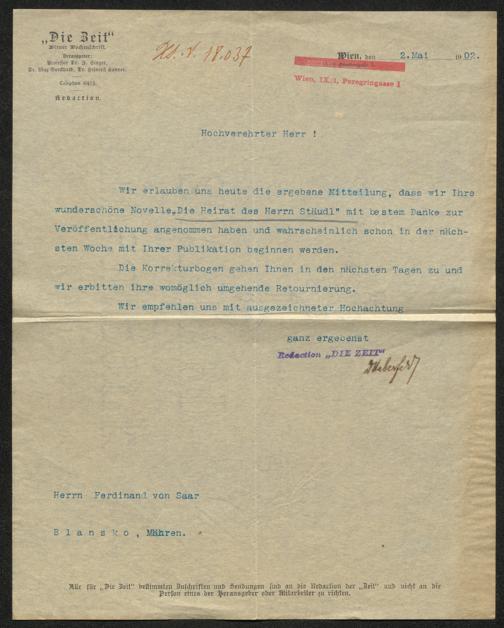 „Die Zeit“
Wiener Wochenschrift.
Herausgeber:
Professor Dr. I. Singer,
Dr. Max Burckhard, Dr. Heinrich Kanner.
Telephon 6415.
Redaction.
18.037
Wien, den 2. Mai 1902.
Wien, IX/1, Peregringasse 1
Hochverehrter Herr !
Wir erlauben uns heute die ergebene Mitteilung, dass wir Ihre
wunderschöne Novelle„Die Heirat des Herrn Stäudl" mit bestem Danke zur
Veröffentlichung angenommen haben und wahrscheinlich schon in der näch-
sten Woche mit Ihrer Publikation beginnen werden.
Die Korrekturbogen gehen Ihnen in den nächsten Tagen zu und
wir erbitten ihre womöglich umgehende Retournierung.
Wir empfehlen uns mit ausgezeichneter Hochachtung
ganz ergebenst
Redaction „DIE ZEIT“
Herrn Ferdinand von Saar
B l a n s k o , Mähren.
Alle für „Die Zeit“ bestimmten Zuschriften und Sendungen sind an die Redaction der „Zeit“ und nicht an die
Person eines der Herausgeber oder Mitarbeiter zu richten.